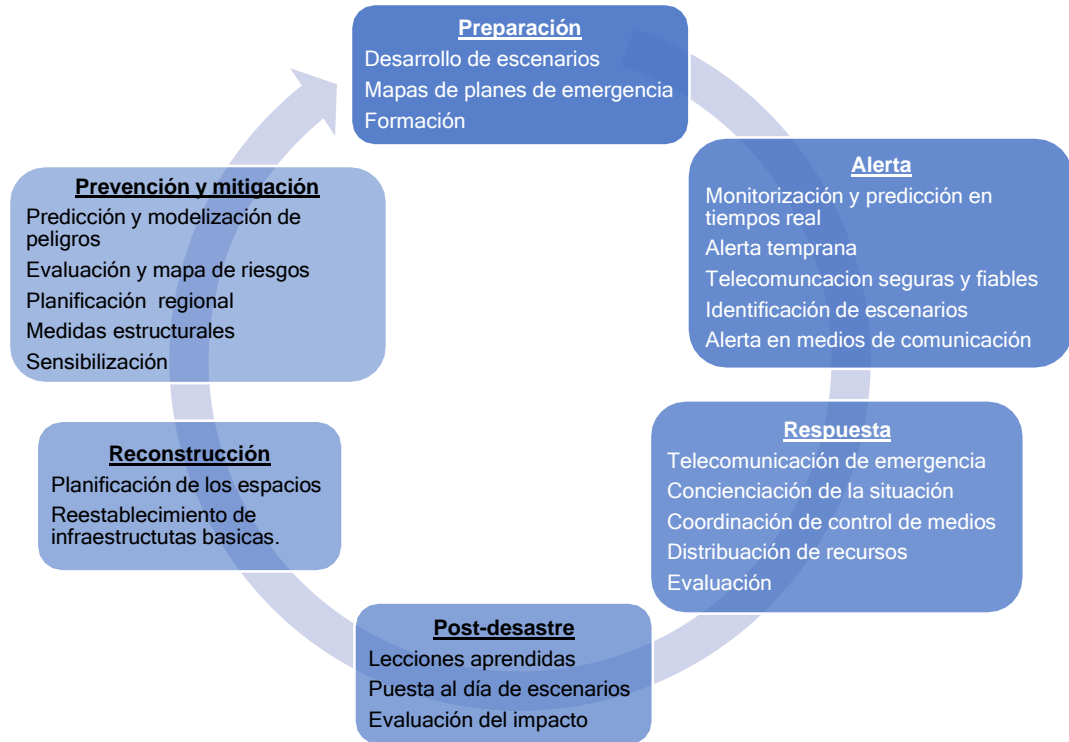 Preparación
Desarrollo de escenarios
Mapas de planes de emergencia
Formación
Alerta
Monitorización y predicción en
tiempos real
Alerta temprana
Telecomuncacion seguras y fiables
Identificación de escenarios
Alerta en medios de comunicación
Respuesta
Telecomunicación de emergencia
Concienciación de la situación
Coordinación de control de medios
Distribuación de recursos
Evaluación
Post-desastre
Lecciones aprendidas
Puesta al día de escenarios
Evaluación del impacto
Reconstrucción
Planificación de los espacios
Reestablecimiento de
infraestructutas basicas.
Prevención y mitigación
Predicción y modelización de
peligros
Evaluación y mapa de riesgos
Planificación  regional
Medidas estructurales
Sensibilización